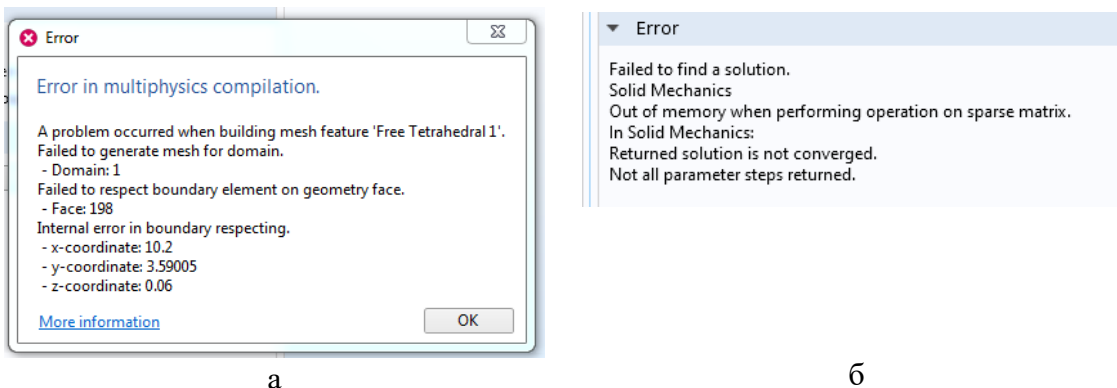 Error
Error in multiphysics compilation.
A problem occurred when building mesh feature 'Free Tetrahedral 1'.
Failed to generate mesh for domain.
- Domain: 1
Failed to respect boundary element on geometry face.
- Face: 198
Internal error in boundary respecting.
- x-coordinate: 10.2
- y-coordinate: 3.59005
- z-coordinate: 0.06
More information
OK
а
Error
Failed to find a solution.
Solid Mechanics
Out of memory when performing operation on sparse matrix.
In Solid Mechanics:
Returned solution is not converged.
Not all parameter steps returned.
б